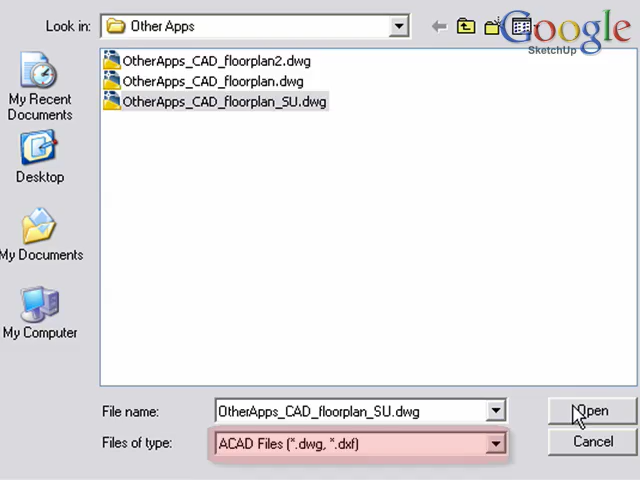 Look in: Other Apps
Google
SketchUp
OtherApps_CAD_floorplan2.dwg
OtherApps_CAD_floorplan.dwg
OtherApps_CAD_floorplan_SU.dwg
My Recent
Documents
Desktop
My Documents
My Computer
File name: OtherApps_CAD_floorplan_SU.dwg Open
Files of type: ACAD Files (*.dwg, *.dxf) Cancel